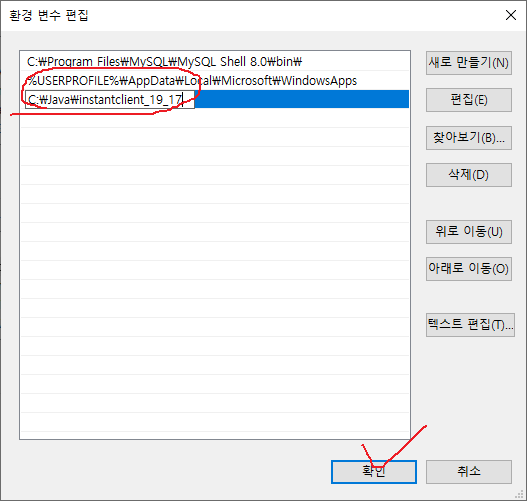 환경 변수 편집
C:₩Program Files₩MySQL₩MySQL Shell 8.0₩bin₩
%USERPROFILE%₩AppData₩Local₩Microsoft₩WindowsApps
C:₩Java₩instantclient_19_17
새로 만들기(N)
편집(E)
찾아보기(B)...
삭제(D)
위로 이동(U)
아래로 이동(O)
텍스트 편집(T)...
확인
취소